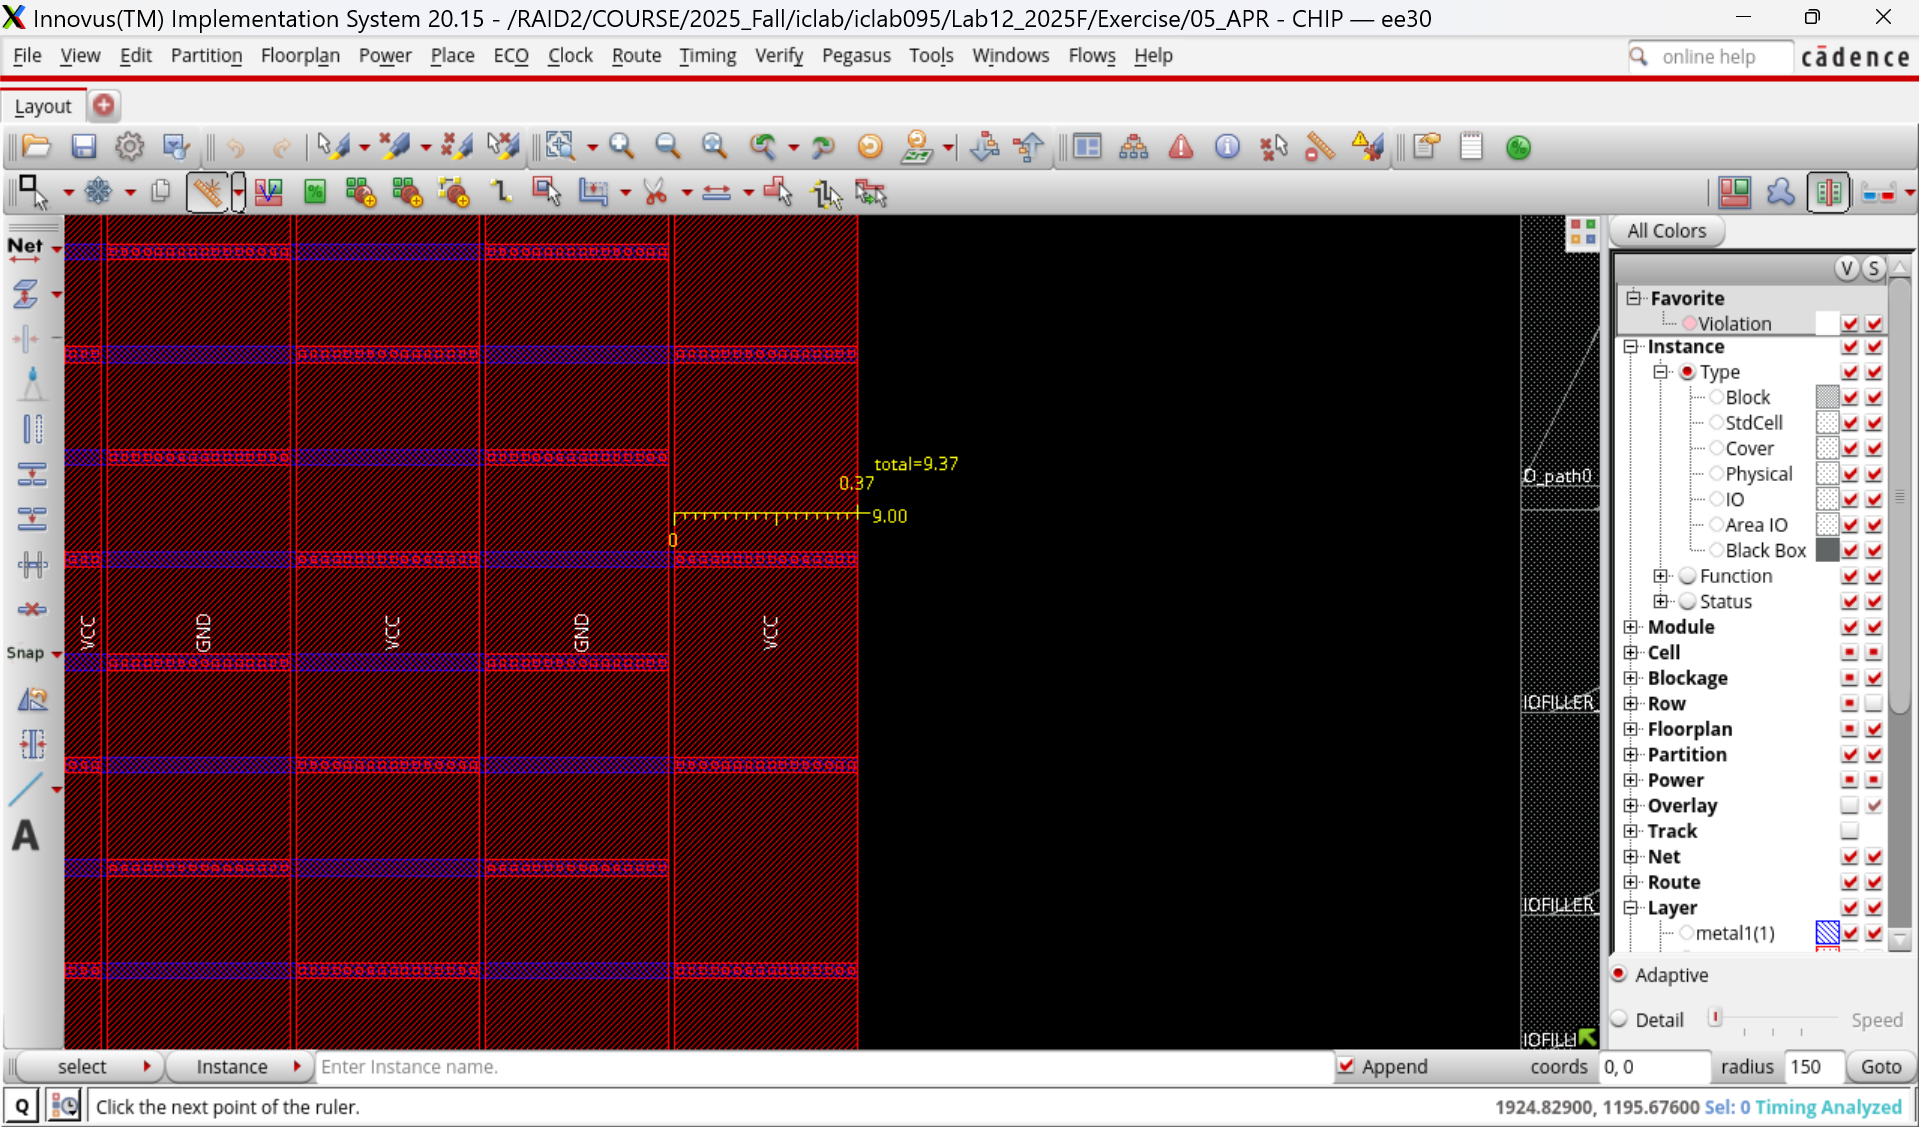 Innovus(TM) Implementation System 20.15 - /RAID2/COURSE/2025_Fall/iclab/iclab095/Lab12_2025F/Exercise/05_APR - CHIP — ee30
File View Edit Partition Floorplan Power Place ECO Clock Route Timing Verify Pegasus Tools Windows Flows Help
online help
cādence
Layout
Net
Snap
A
total=9.37
0.37
9.00
0
VCC
GND
VCC
GND
VCC
O_path0
IOFILLER_
IOFILLER_
All Colors
V S
Favorite
Violation
Instance
Type
Block
StdCell
Cover
Physical
IO
Area IO
Black Box
Function
Status
Module
Cell
Blockage
Row
Floorplan
Partition
Power
Overlay
Track
Net
Route
Layer
metal1(1)
Adaptive
Detail
Speed
select Instance Enter Instance name. Append coords 0, 0 radius 150 Goto
Q Click the next point of the ruler. 1924.82900, 1195.67600 Sel: 0 Timing Analyzed